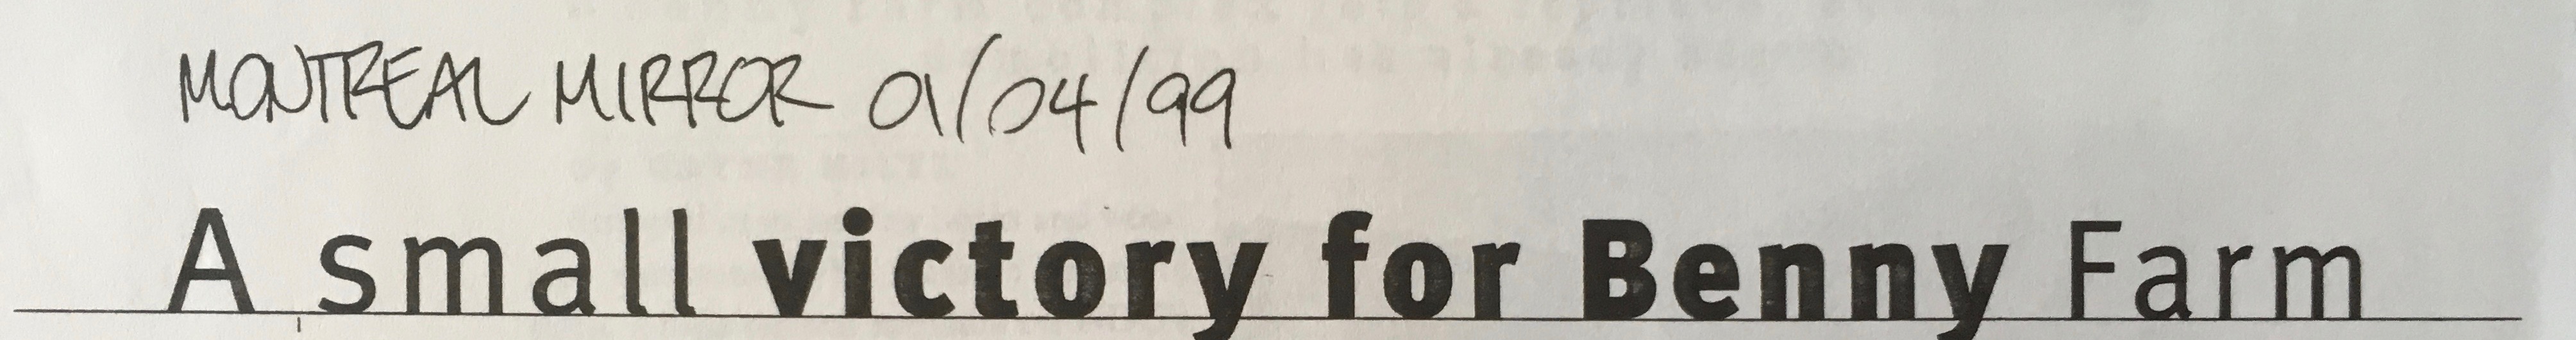 MONTREAL MIRROR 01/04/99
A small victory for Benny Farm